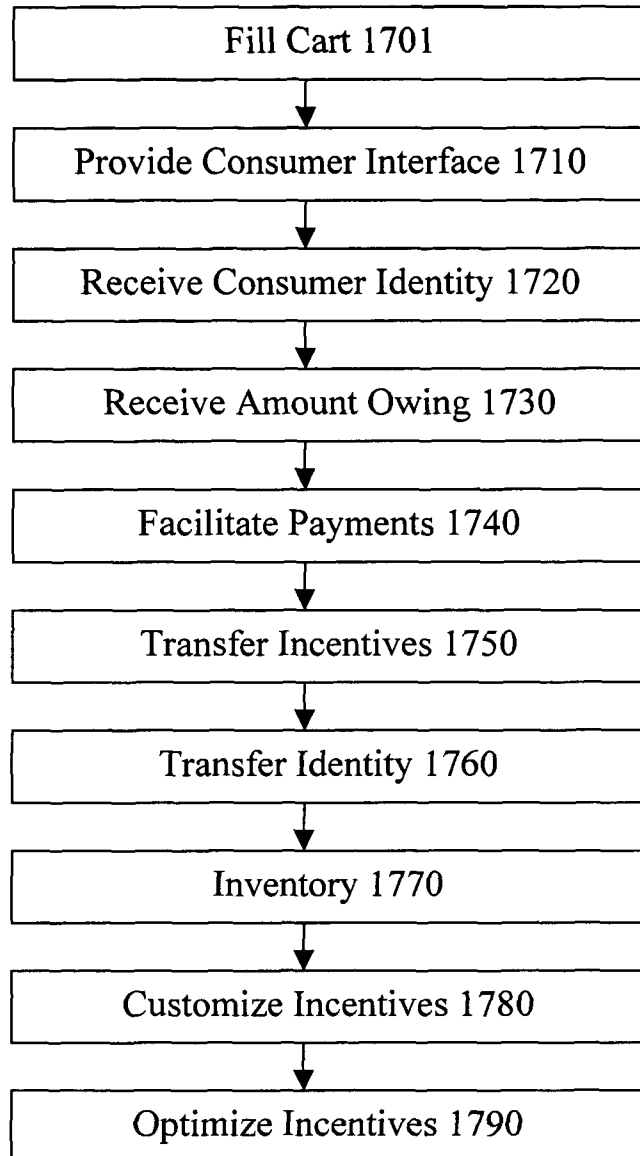 Fill Cart 1701
Provide Consumer Interface 1710
Receive Consumer Identity 1720
Receive Amount Owing 1730
Facilitate Payments 1740
Transfer Incentives 1750
Transfer Identity 1760
Inventory 1770
Customize Incentives 1780
Optimize Incentives 1790